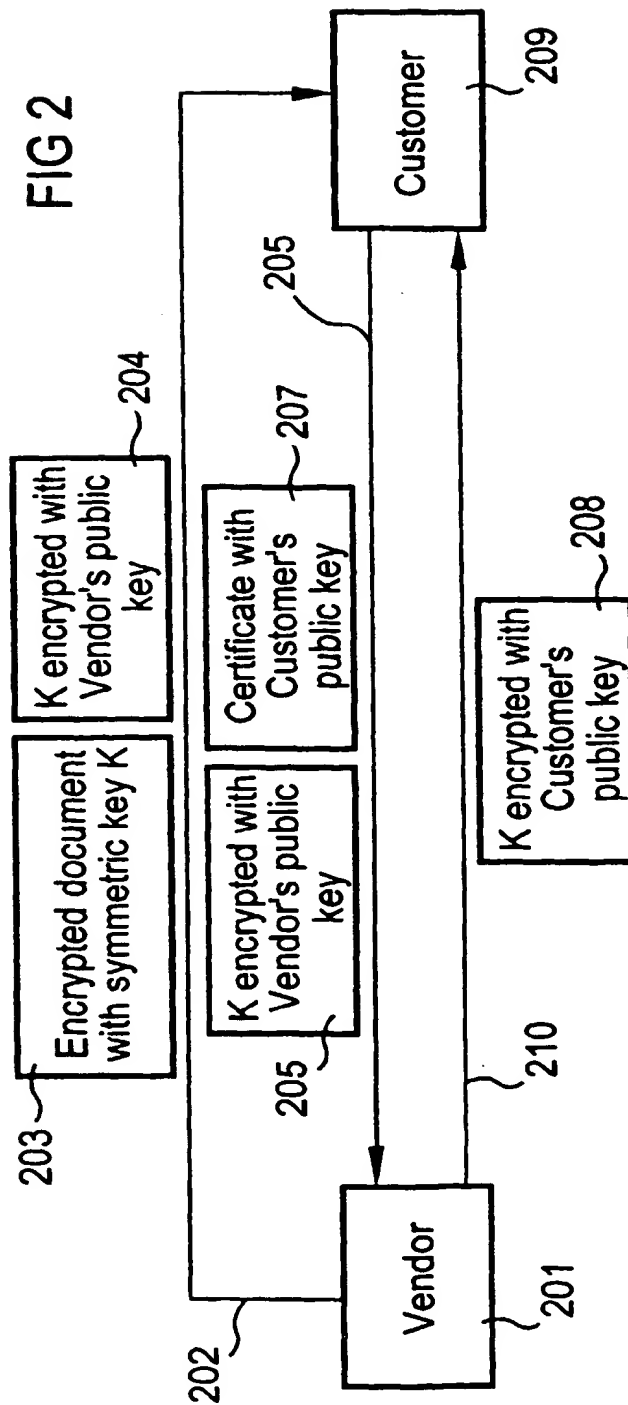 FIG 2
203
Encrypted document
with symmetric key K
K encrypted with
Vendor's public
key
204
K encrypted with
Vendor's public
key
205
Certificate with
Customer's
public key
207
205
202
Vendor
201
Customer
209
210
K encrypted with
Customer's
public key
208